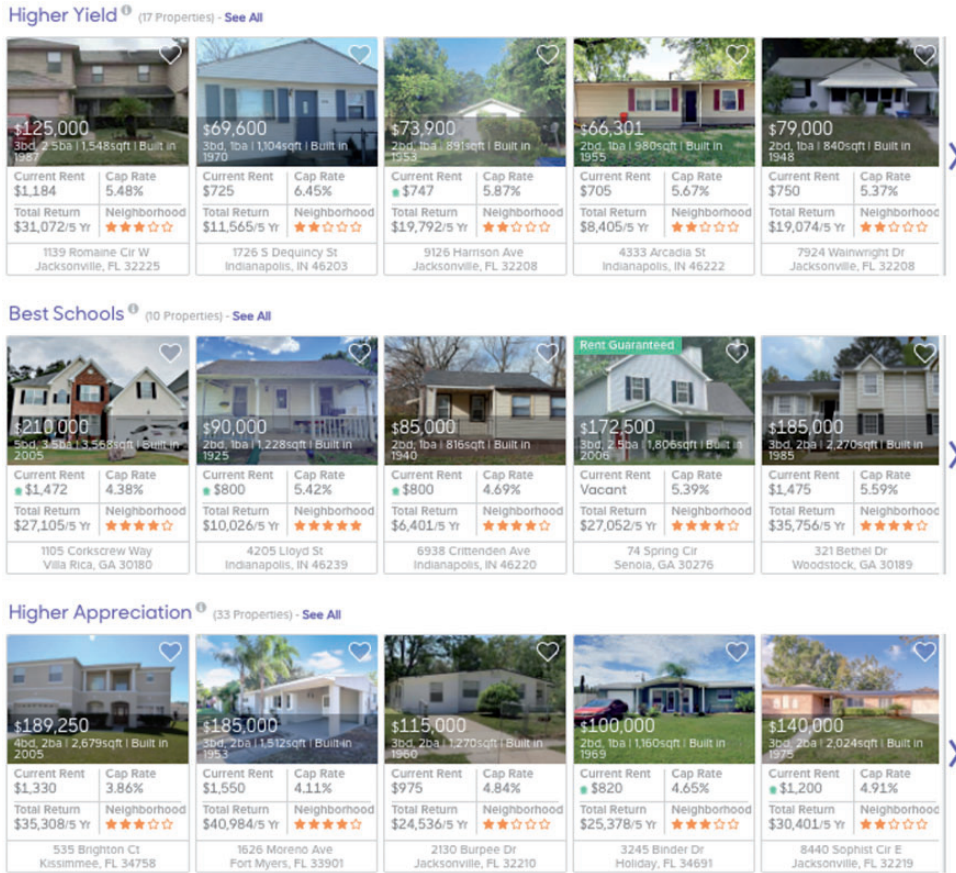 Higher Yield (17 Properties) - See All
$125,000 $69,600 $73,900 $66,301 $79,000
3bd, 2.5ba | 1,548sqft | Built in 1987
3bd, 1ba | 1,104sqft | Built in 1970
2bd, 1ba | 891sqft | Built in 1953
2bd, 1ba | 980sqft | Built in 1955
2bd, 1ba | 840sqft | Built in 1948
Current Rent Cap Rate Current Rent Cap Rate Current Rent Cap Rate Current Rent Cap Rate Current Rent Cap Rate
$1,184 5.48% $725 6.45% $747 5.87% $705 5.67% $750 5.37%
Total Return Neighborhood Total Return Neighborhood Total Return Neighborhood Total Return Neighborhood Total Return Neighborhood
$31,072/5 Yr $11,565/5 Yr $19,792/5 Yr $8,405/5 Yr $19,074/5 Yr
1139 Romaine Cir W 1726 S Dequincy St 9126 Harrison Ave 4333 Arcadia St 7924 Wainwright Dr
Jacksonville, FL 32225 Indianapolis, IN 46203 Jacksonville, FL 32208 Indianapolis, IN 46222 Jacksonville, FL 32208
Best Schools (10 Properties) - See All
Rent Guaranteed
$210,000 $90,000 $85,000 $172,500 $185,000
5bd, 3.5ba | 3,568sqft | Built in 2005
2bd, 1ba | 1,228sqft | Built in 1925
2bd, 1ba | 816sqft | Built in 1940
3bd, 2.5ba | 1,806sqft | Built in 2006
3bd, 2ba | 2,270sqft | Built in 1985
Current Rent Cap Rate Current Rent Cap Rate Current Rent Cap Rate Current Rent Cap Rate Current Rent Cap Rate
$1,472 4.38% $800 5.42% $800 4.69% Vacant 5.39% $1,475 5.59%
Total Return Neighborhood Total Return Neighborhood Total Return Neighborhood Total Return Neighborhood Total Return Neighborhood
$27,105/5 Yr $10,026/5 Yr $6,401/5 Yr $27,052/5 Yr $35,756/5 Yr
1105 Corkscrew Way 4205 Lloyd St 6938 Crittenden Ave 74 Spring Cir 321 Bethel Dr
Villa Rica, GA 30180 Indianapolis, IN 46239 Indianapolis, IN 46220 Senoia, GA 30276 Woodstock, GA 30189
Higher Appreciation (33 Properties) - See All
$189,250 $185,000 $115,000 $100,000 $140,000
4bd, 2ba | 2,679sqft | Built in 2005
3bd, 2ba | 1,512sqft | Built in 1953
3bd, 2ba | 1,270sqft | Built in 1960
2bd, 1ba | 1,160sqft | Built in 1969
3bd, 2ba | 2,024sqft | Built in 1975
Current Rent Cap Rate Current Rent Cap Rate Current Rent Cap Rate Current Rent Cap Rate Current Rent Cap Rate
$1,330 3.86% $1,550 4.11% $975 4.84% $820 4.65% $1,200 4.91%
Total Return Neighborhood Total Return Neighborhood Total Return Neighborhood Total Return Neighborhood Total Return Neighborhood
$35,308/5 Yr $40,984/5 Yr $24,536/5 Yr $25,378/5 Yr $30,401/5 Yr
535 Brighton Ct 1626 Moreno Ave 2130 Burpee Dr 3245 Binder Dr 8440 Sophist Cir E
Kissimmee, FL 34758 Fort Myers, FL 33901 Jacksonville, FL 32210 Holiday, FL 34691 Jacksonville, FL 32219